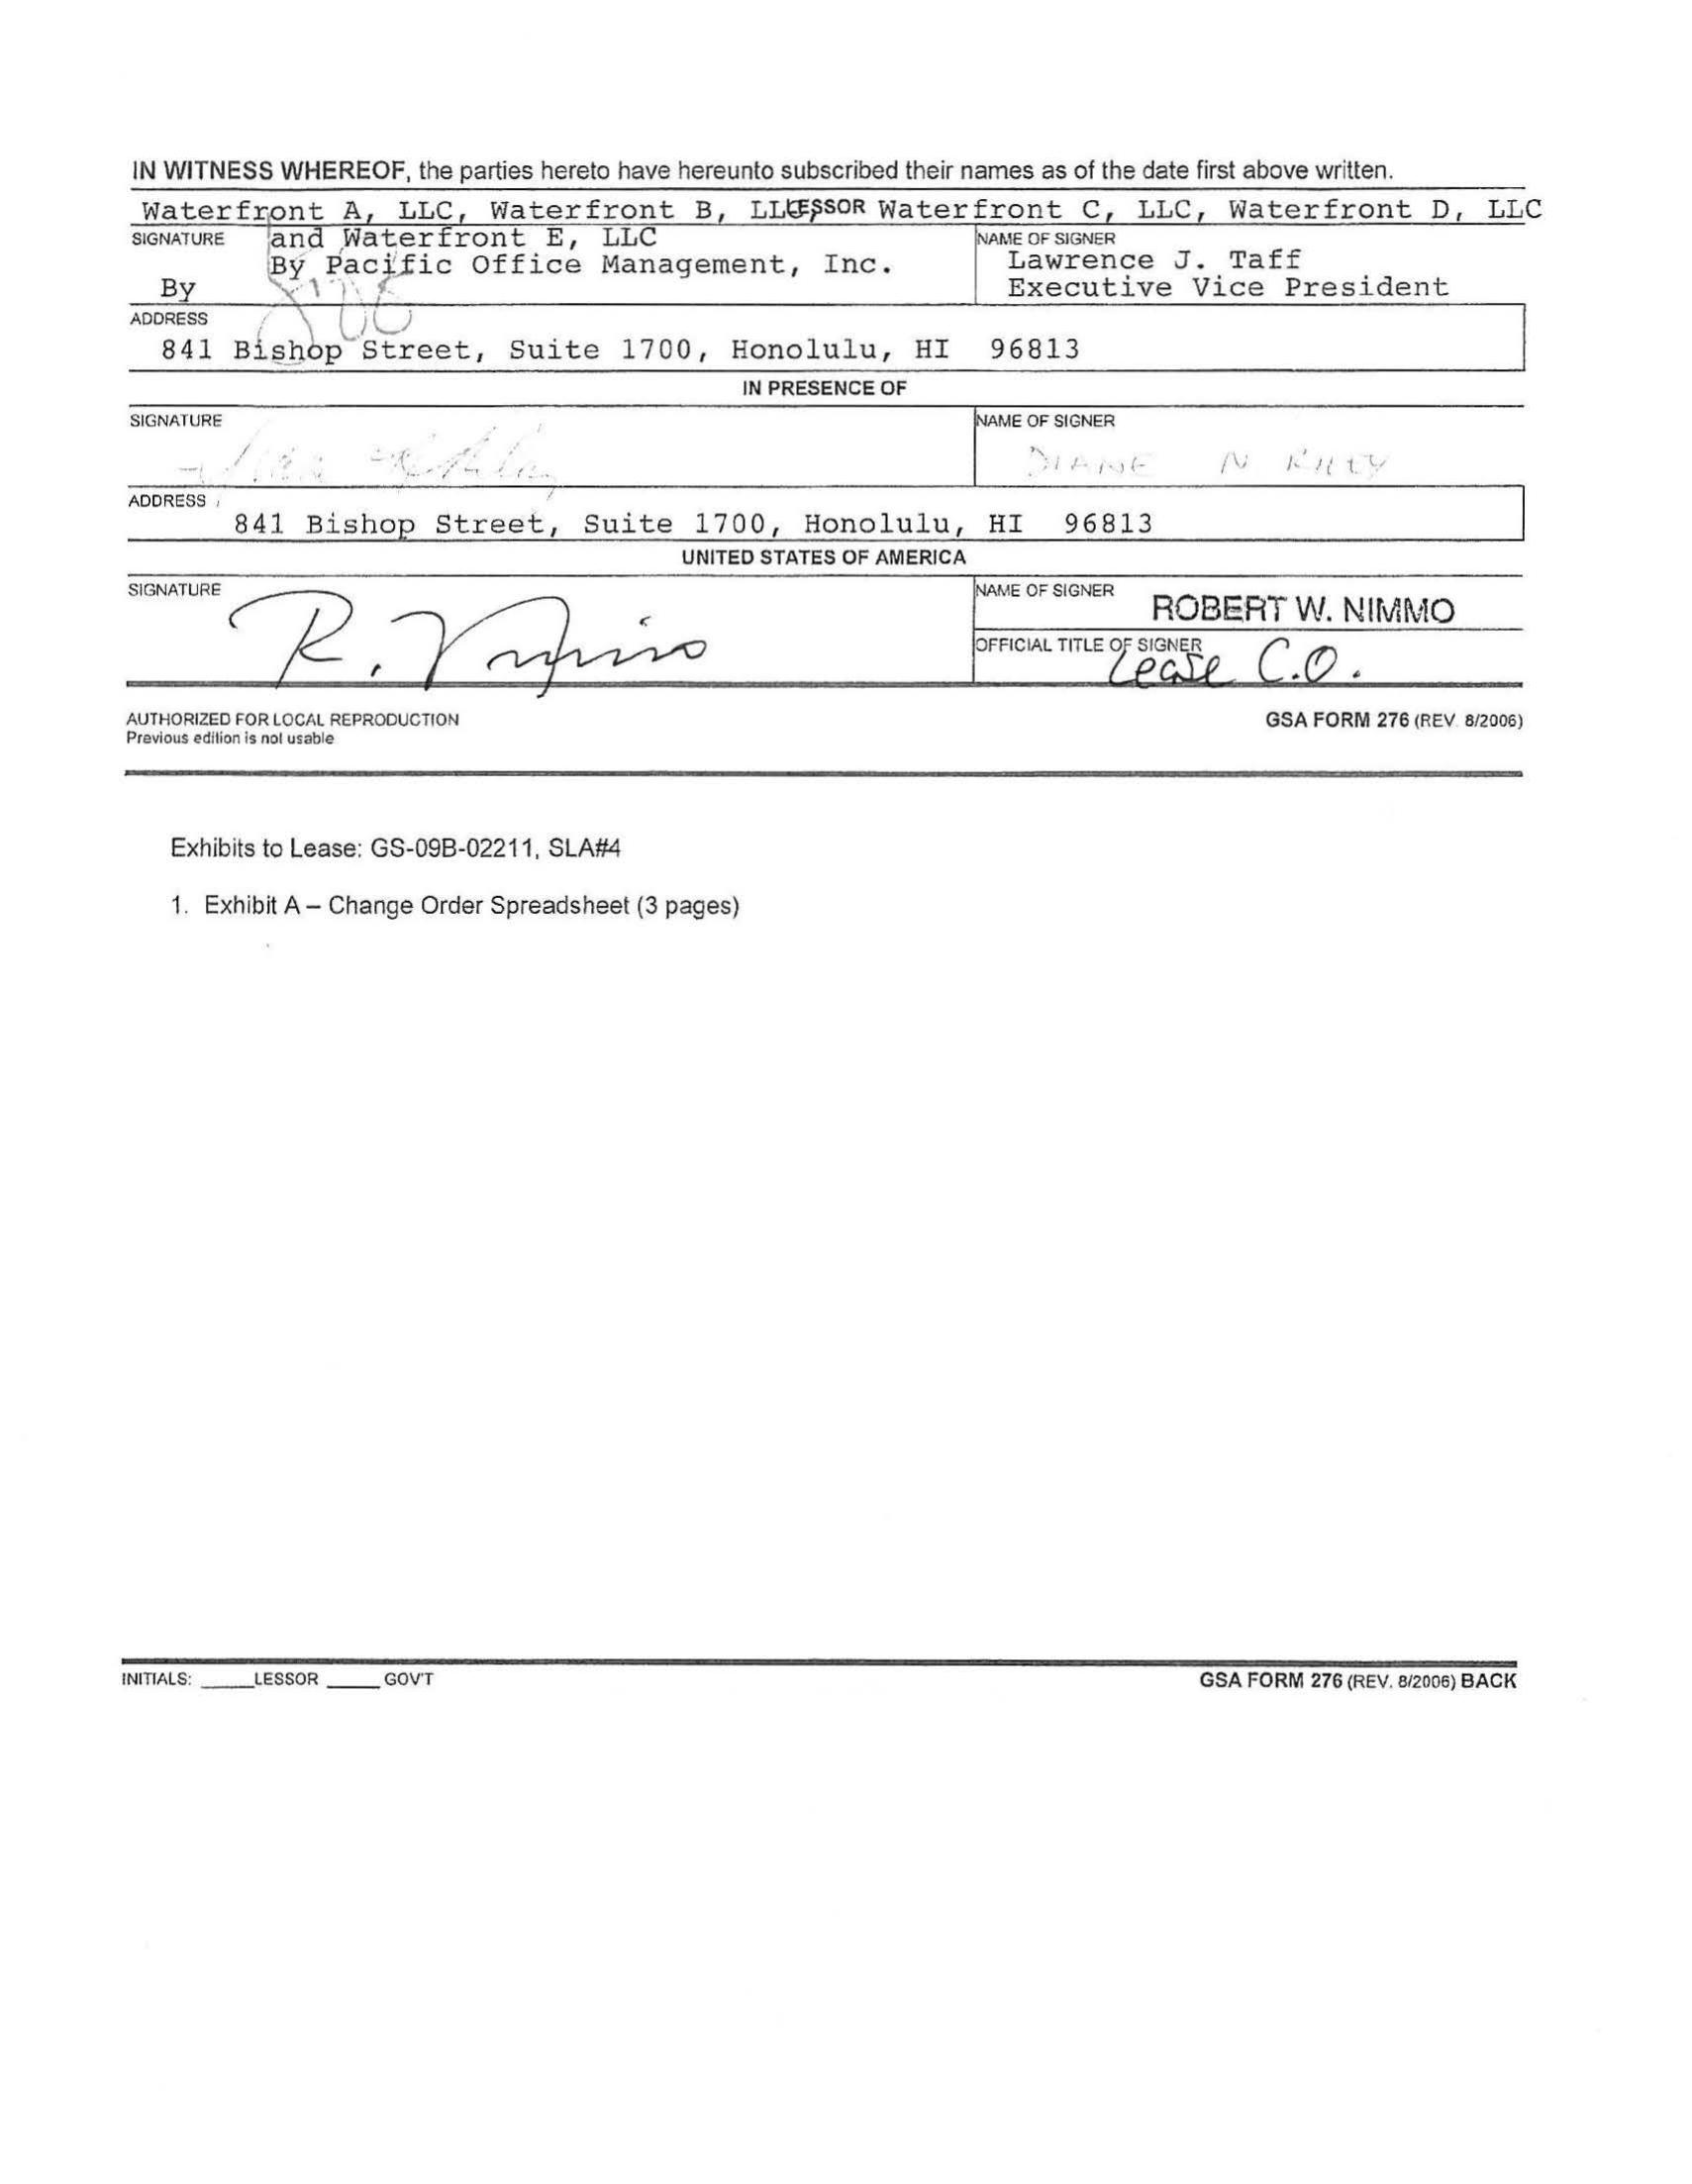 IN WITNESS WHEREOF, the parties hereto have hereunto subscribed their names as of the date first above written.
Waterfront A, LLC, Waterfront B, LLC LESSOR Waterfront C, LLC, Waterfront D, LLC
SIGNATURE and Waterfront E, LLC NAME OF SIGNER
By Pacific Office Management, Inc. Lawrence J. Taff
By Executive Vice President
ADDRESS
841 Bishop Street, Suite 1700, Honolulu, HI 96813
IN PRESENCE OF
SIGNATURE NAME OF SIGNER
DIANE N RILEY
ADDRESS
841 Bishop Street, Suite 1700, Honolulu, HI 96813
UNITED STATES OF AMERICA
SIGNATURE NAME OF SIGNER
ROBERT W. NIMMO
R. Nimmo OFFICIAL TITLE OF SIGNER
Lease C.O.
AUTHORIZED FOR LOCAL REPRODUCTION GSA FORM 276 (REV. 8/2006)
Previous edition is not usable
Exhibits to Lease: GS-09B-02211, SLA#4
1. Exhibit A – Change Order Spreadsheet (3 pages)
INITIALS: _____LESSOR _____ GOV'T GSA FORM 276 (REV. 8/2006) BACK